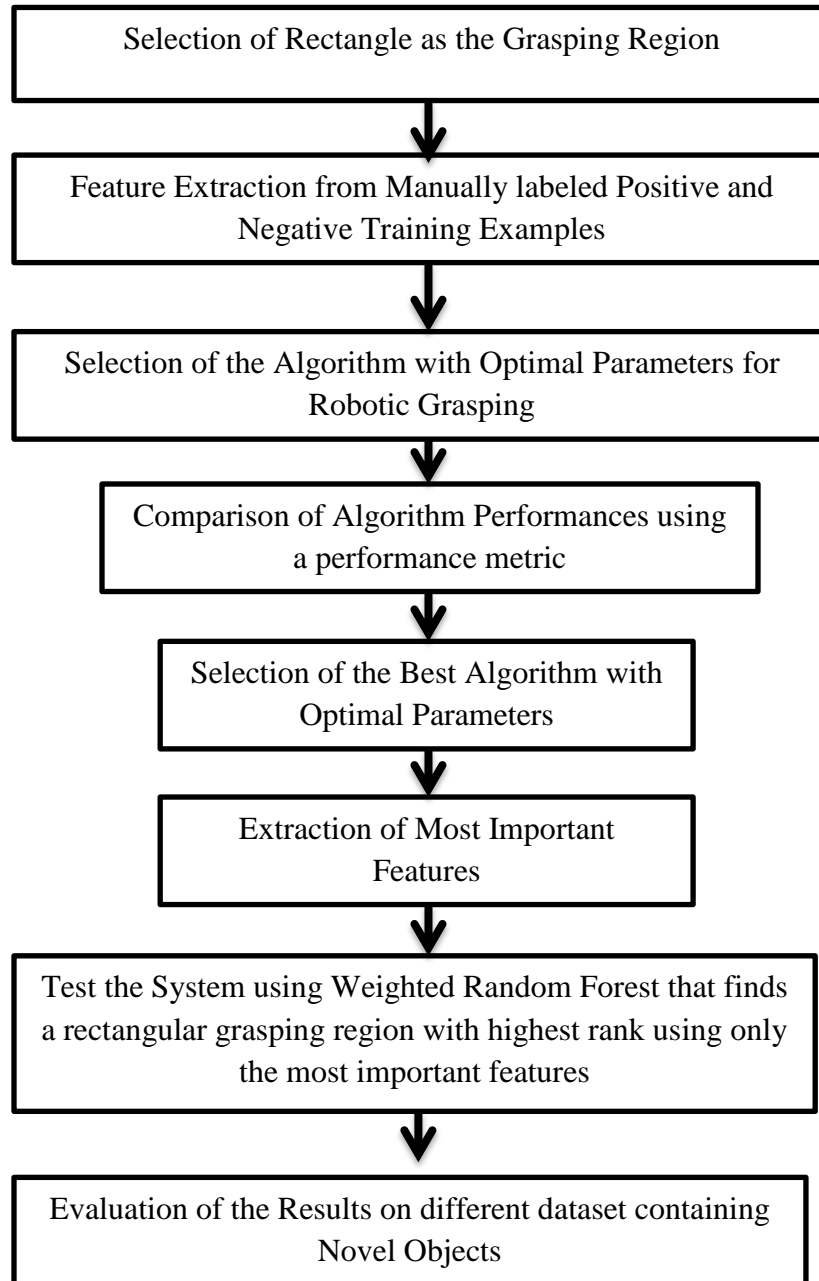 Selection of Rectangle as the Grasping Region
Feature Extraction from Manually labeled Positive and
Negative Training Examples
Selection of the Algorithm with Optimal Parameters for
Robotic Grasping
Comparison of Algorithm Performances using
a performance metric
Selection of the Best Algorithm with
Optimal Parameters
Extraction of Most Important
Features
Test the System using Weighted Random Forest that finds
a rectangular grasping region with highest rank using only
the most important features
Evaluation of the Results on different dataset containing
Novel Objects